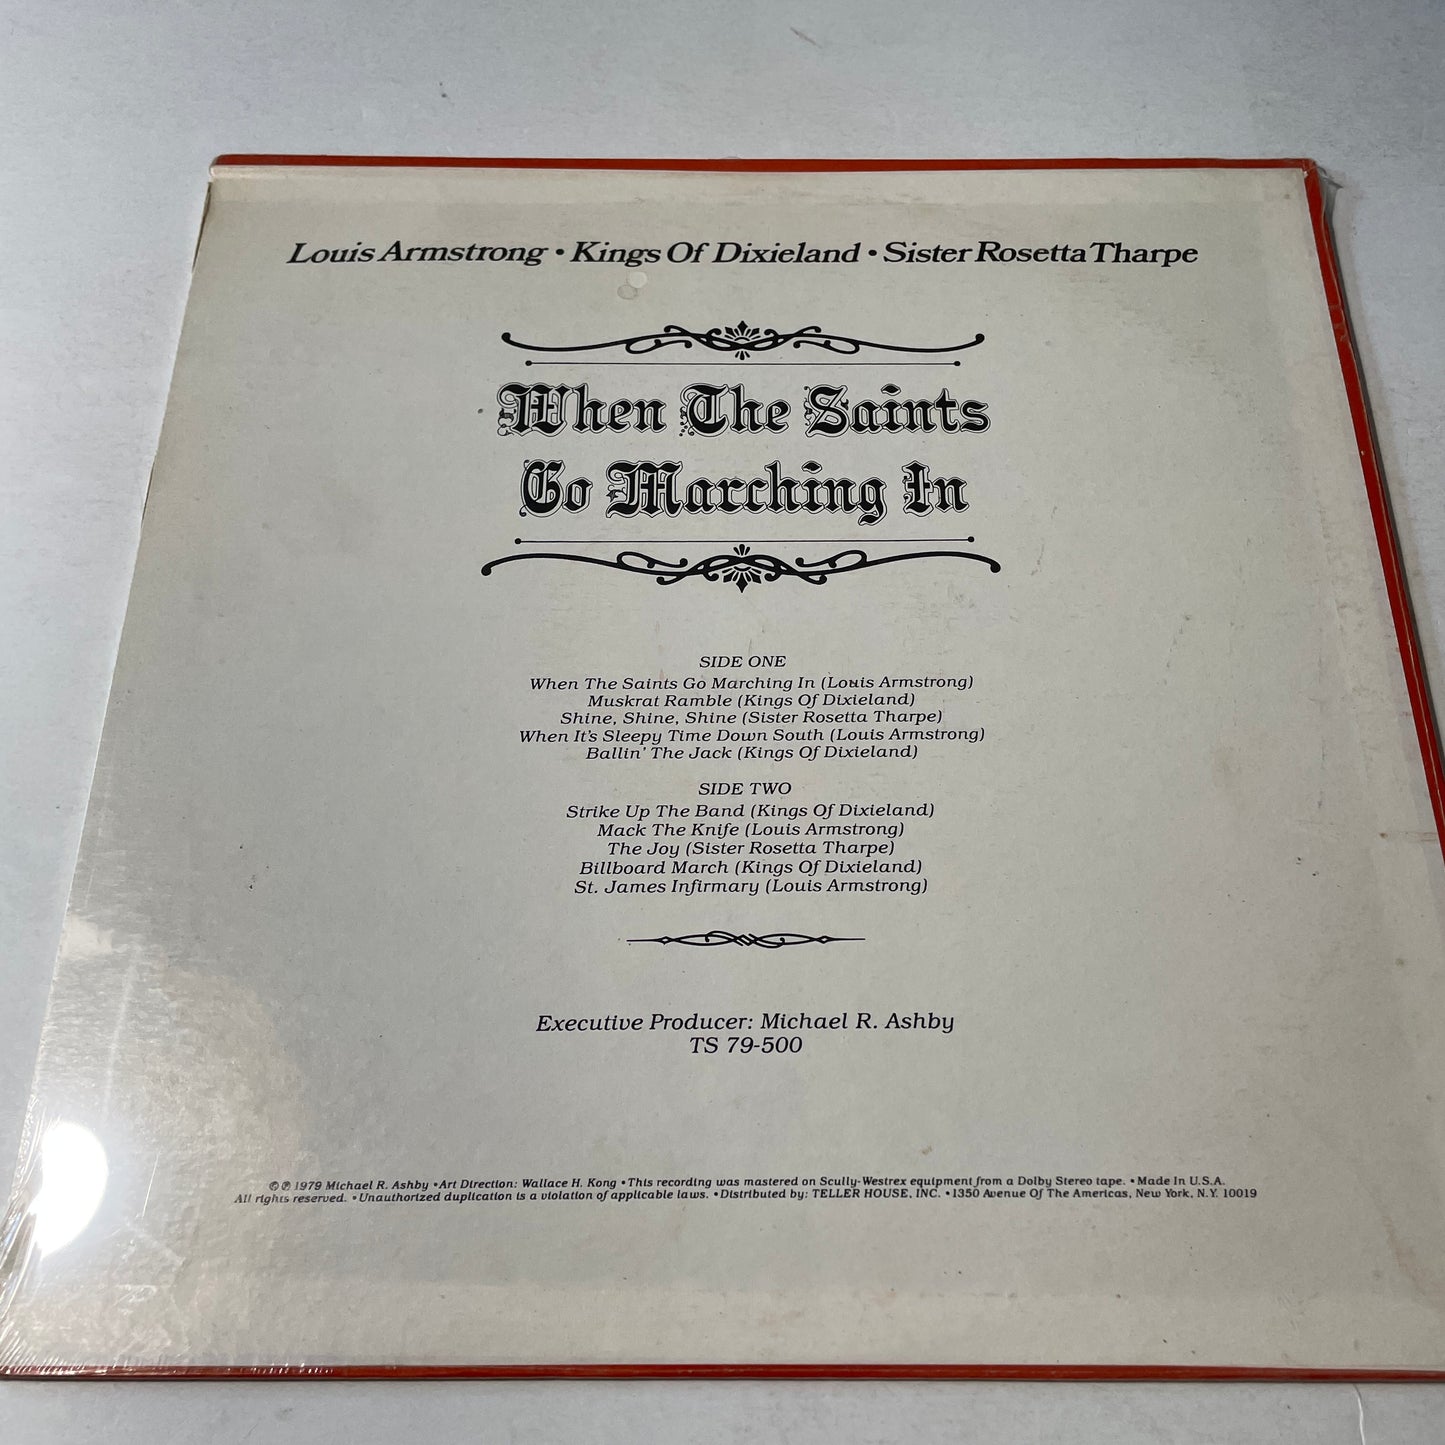 Louis Armstrong • Kings Of Dixieland • Sister Rosetta Tharpe
When The Saints
Go Marching In
SIDE ONE
When The Saints Go Marching In (Louis Armstrong)
Muskrat Ramble (Kings Of Dixieland)
Shine, Shine, Shine (Sister Rosetta Tharpe)
When It's Sleepy Time Down South (Louis Armstrong)
Ballin' The Jack (Kings Of Dixieland)
SIDE TWO
Strike Up The Band (Kings Of Dixieland)
Mack The Knife (Louis Armstrong)
The Joy (Sister Rosetta Tharpe)
Billboard March (Kings Of Dixieland)
St. James Infirmary (Louis Armstrong)
Executive Producer: Michael R. Ashby
TS 79-500
© ℗ 1979 Michael R. Ashby • Art Direction: Wallace H. Kong • This recording was mastered on Scully-Westrex equipment from a Dolby Stereo tape. • Made In U.S.A.
All rights reserved. • Unauthorized duplication is a violation of applicable laws. • Distributed by: TELLER HOUSE, INC. • 1350 Avenue Of The Americas, New York, N.Y. 10019